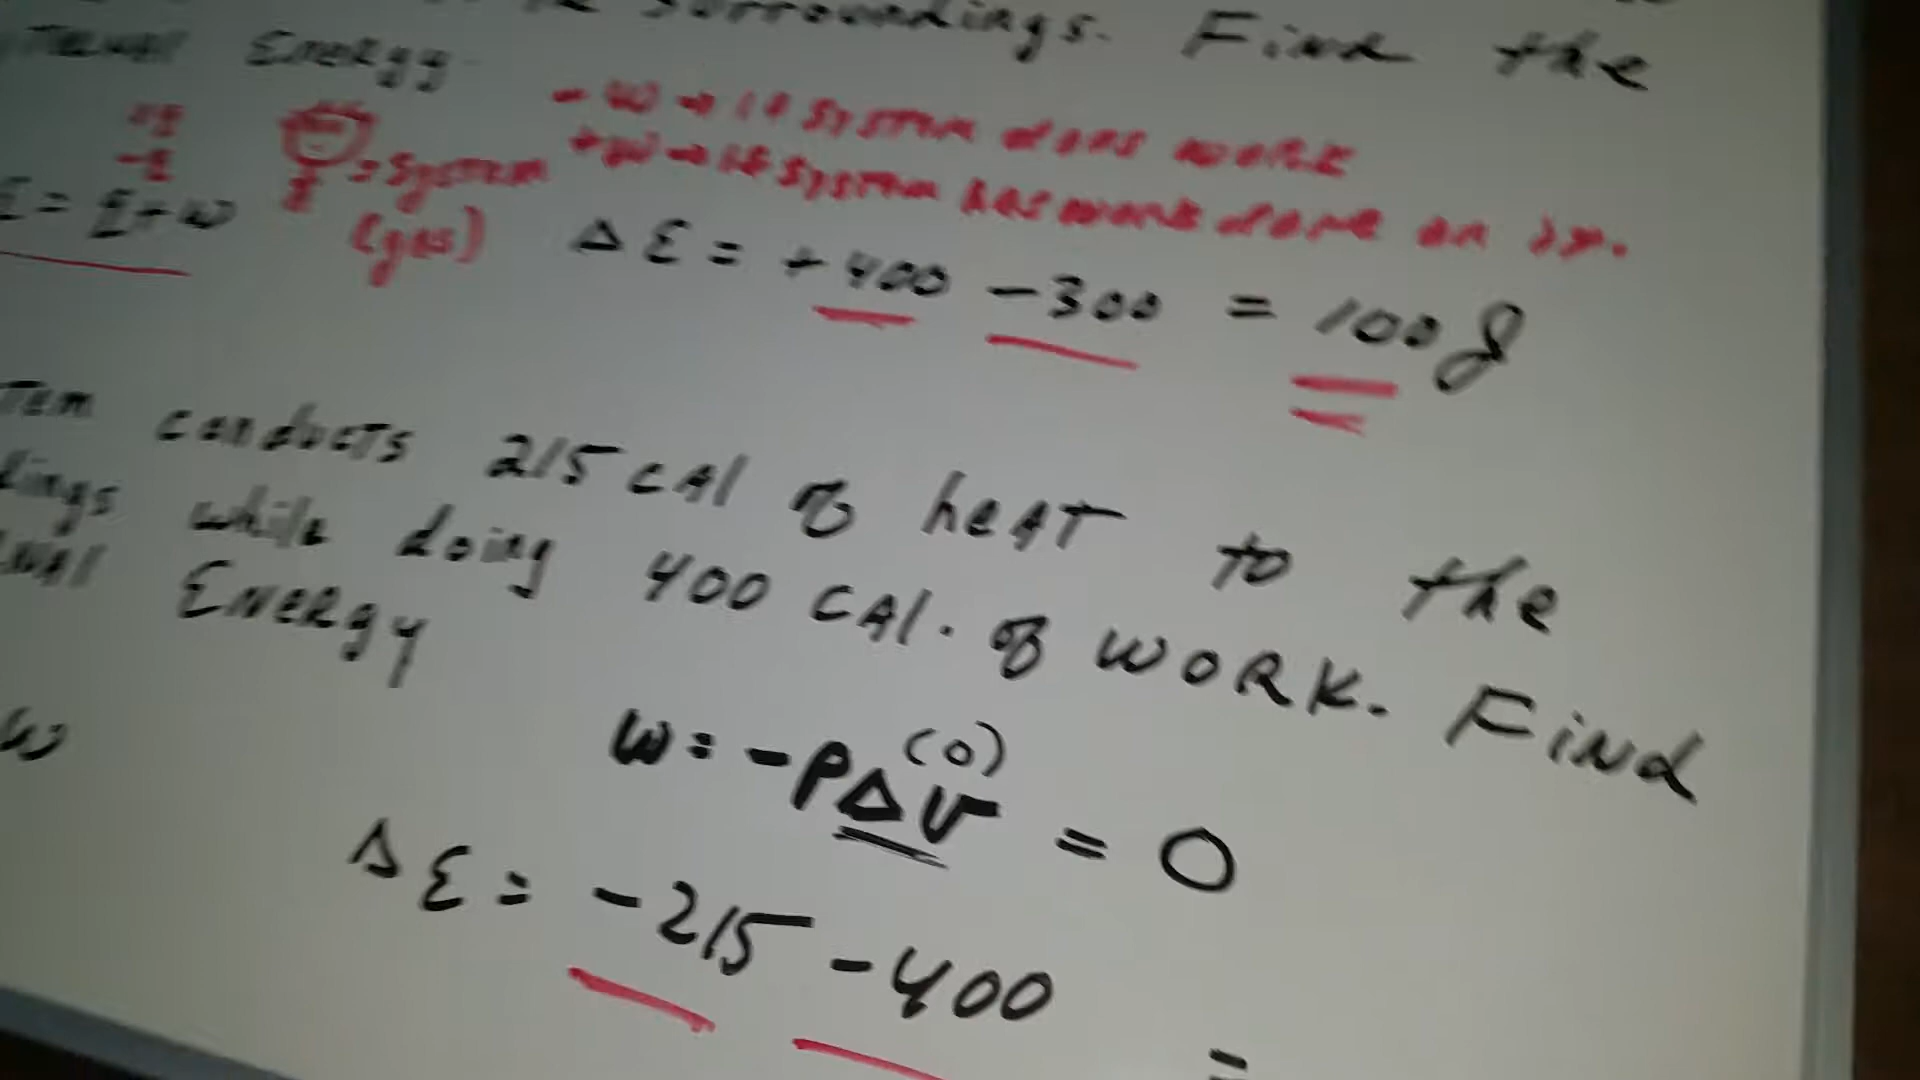 surroundings. Find the
Energy
- W → if system does work
+ W → if system has work done on it.
+q
-q
= system
(gas)
E = q + w
ΔE = +400 - 300 = 100 J
conducts 215 CAl of heAT to the
while doing 400 CAl. of WORK. Find
Energy
w
(0)
W = -PΔV = 0
ΔE = -215 - 400
=